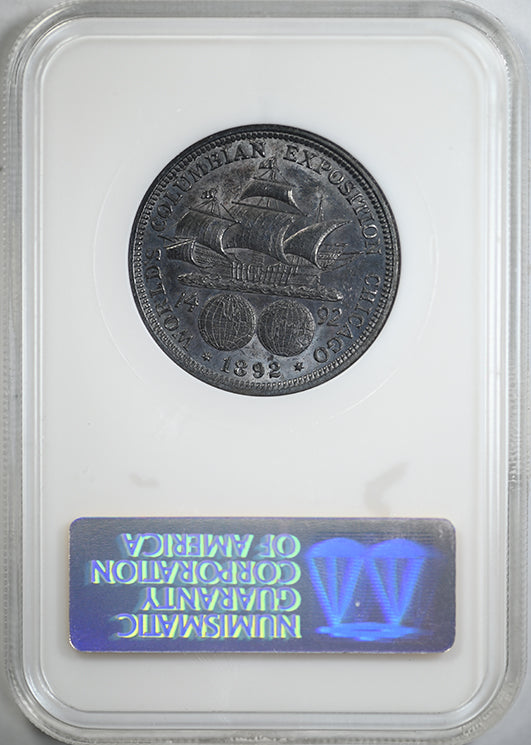 WORLD'S COLUMBIAN EXPOSITION CHICAGO
14 92
* 1892 *
NUMISMATIC
GUARANTY
CORPORATION
OF AMERICA